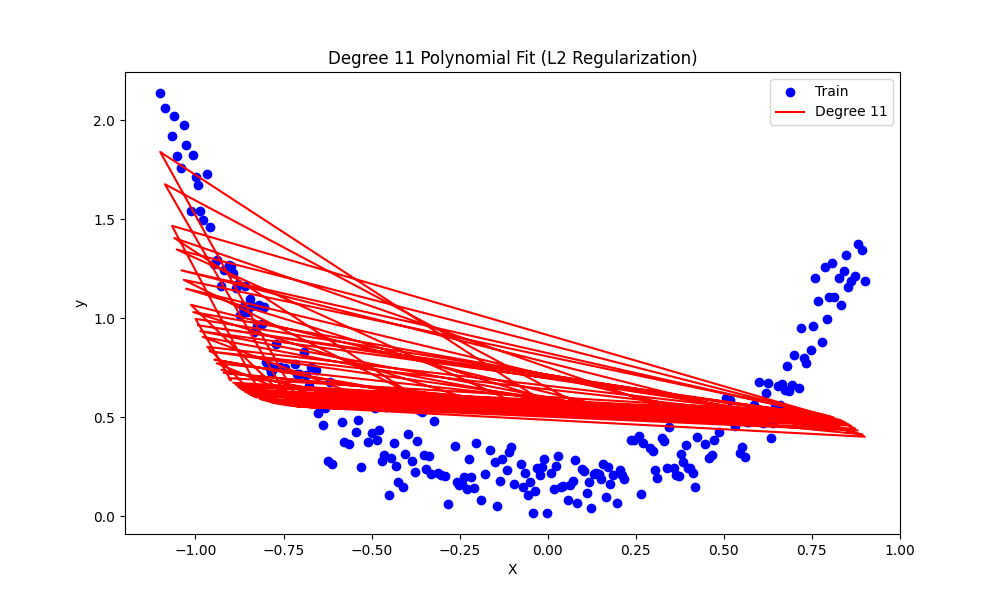 Degree 11 Polynomial Fit (L2 Regularization)
Train
Degree 11
2.0
1.5
1.0
0.5
0.0
y
−1.00 −0.75 −0.50 −0.25 0.00 0.25 0.50 0.75 1.00
X